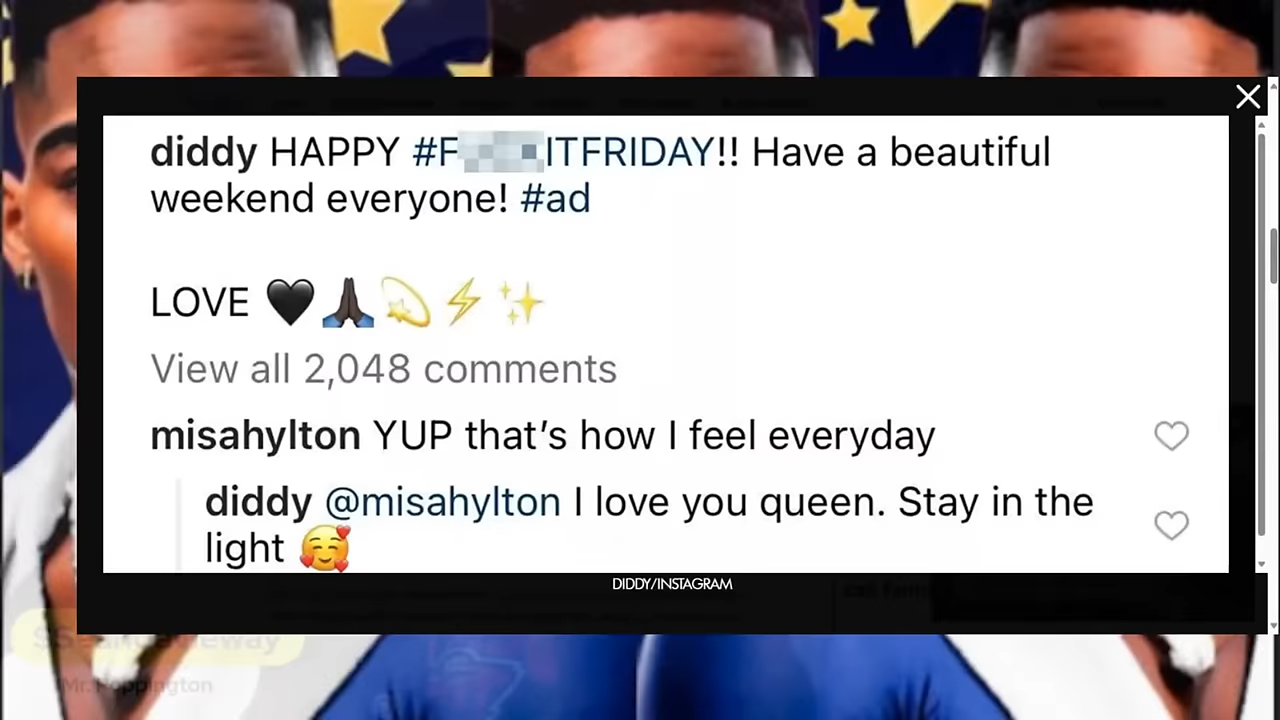 diddy HAPPY #F ITFRIDAY!! Have a beautiful
weekend everyone! #ad
LOVE 🖤🙏🏿💫⚡✨
View all 2,048 comments
misahylton YUP that's how I feel everyday
diddy @misahylton I love you queen. Stay in the
light 🥰
DIDDY/INSTAGRAM